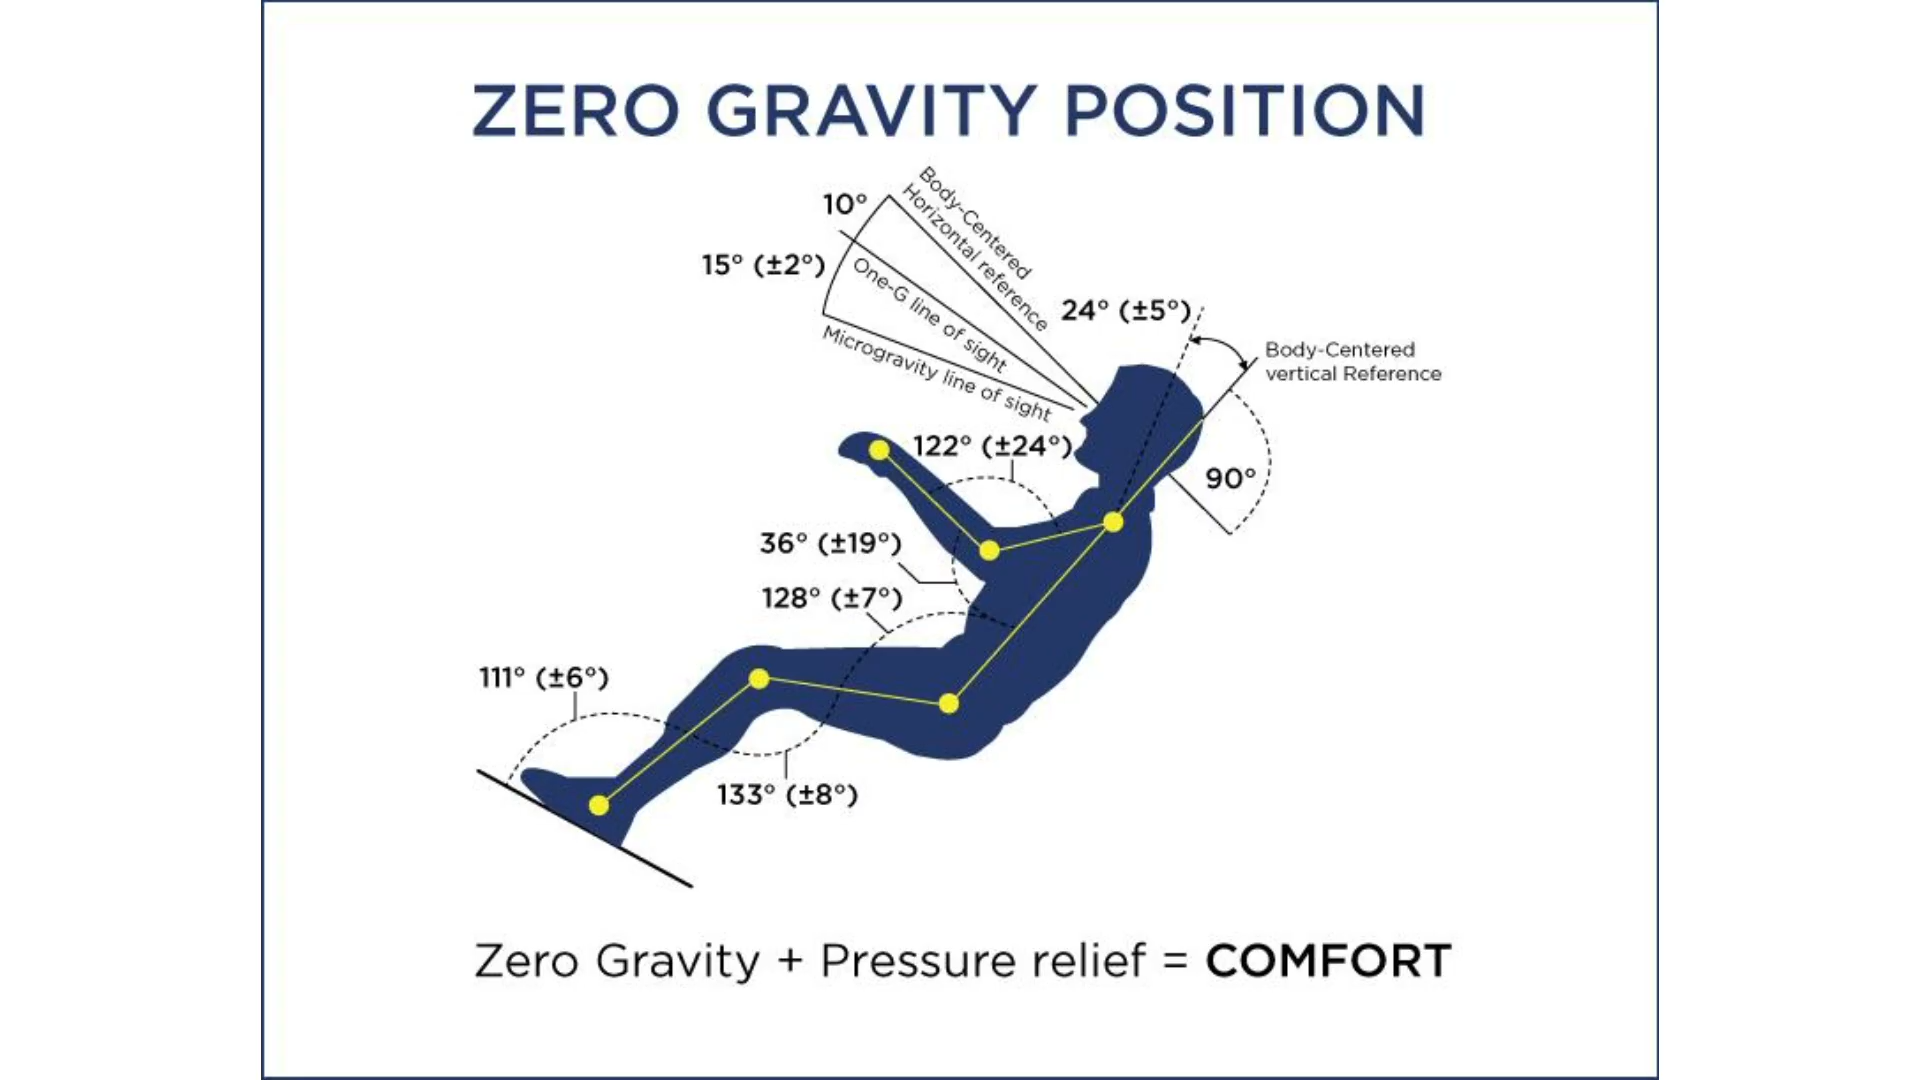 ZERO GRAVITY POSITION
Body-Centered
Horizontal reference
10°
15° (±2°)
One-G line of sight
Microgravity line of sight
24° (±5°)
Body-Centered
vertical Reference
122° (±24°)
90°
36° (±19°)
128° (±7°)
111° (±6°)
133° (±8°)
Zero Gravity + Pressure relief = COMFORT